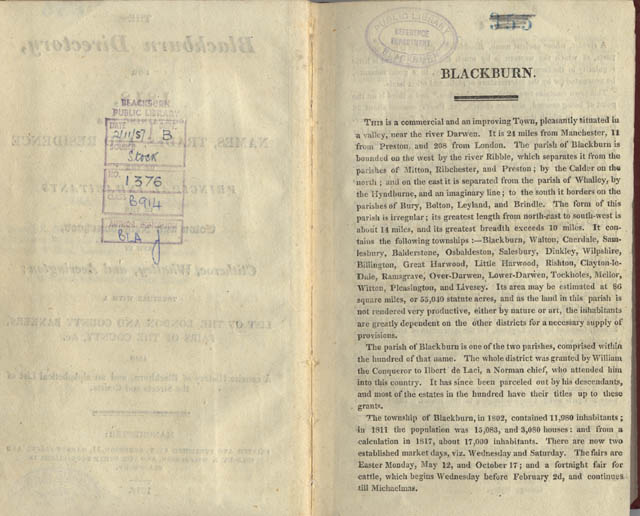 BLACKBURN
PUBLIC LIBRARY
DATE
2/11/57 B
SOURCE
Stock
NO.
1376
CLASS
B914
BLA
PUBLIC LIBRARY
REFERENCE
DEPARTMENT
BLACKBURN
BLACKBURN.
THIS is a commercial and an improving Town, pleasantly situated in
a valley, near the river Darwen. It is 24 miles from Manchester, 11
from Preston, and 208 from London. The parish of Blackburn is
bounded on the west by the river Ribble, which separates it from the
parishes of Mitton, Ribchester, and Preston; by the Calder on the
north; and on the east it is separated from the parish of Whalley, by
the Hyndburne, and an imaginary line; to the south it borders on the
parishes of Bury, Bolton, Leyland, and Brindle. The form of this
parish is irregular; its greatest length from north-east to south-west is
about 14 miles, and its greatest breadth exceeds 10 miles. It con-
tains the following townships:—Blackburn, Walton, Cuerdale, Sam-
lesbury, Balderstone, Osbaldeston, Salesbury, Dinkley, Wilpshire,
Billington, Great Harwood, Little Harwood, Rishton, Clayton-le-
Dale, Ramsgrave, Over-Darwen, Lower-Darwen, Tockholes, Mellor,
Witton, Pleasington, and Livesey. Its area may be estimated at 86
square miles, or 55,040 statute acres, and as the land in this parish is
not rendered very productive, either by nature or art, the inhabitants
are greatly dependent on the other districts for a necessary supply of
provisions.
The parish of Blackburn is one of the two parishes, comprised within
the hundred of that name. The whole district was granted by William
the Conqueror to Ilbert de Laci, a Norman chief, who attended him
into this country. It has since been parceled out by his descendants,
and most of the estates in the hundred have their titles up to these
grants.
The township of Blackburn, in 1802, contained 11,980 inhabitants;
in 1811 the population was 15,083, and 3,080 houses: and from a
calculation in 1817, about 17,000 inhabitants. There are now two
established market days, viz. Wednesday and Saturday. The fairs are
Easter Monday, May 12, and October 17; and a fortnight fair for
cattle, which begins Wednesday before February 2d, and continues
till Michaelmas.